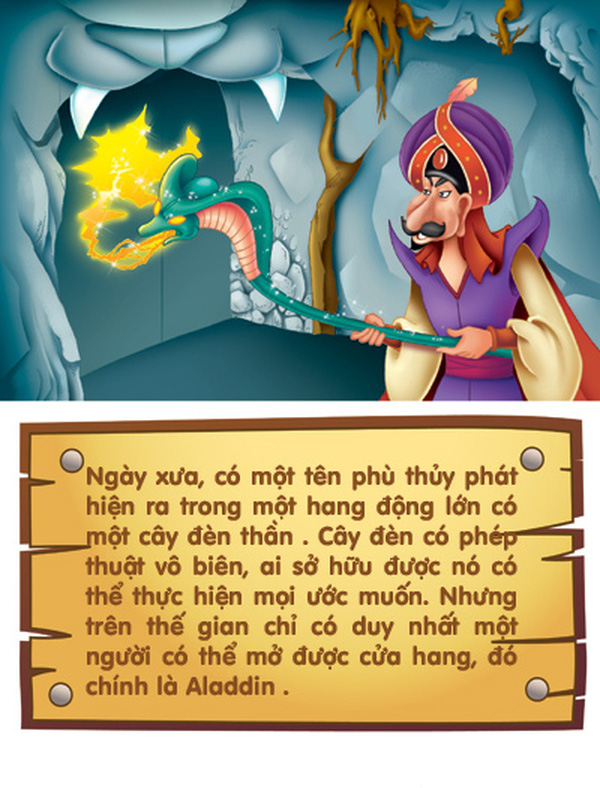 Ngày xưa, có một tên phù thủy phát
hiện ra trong một hang động lớn có
một cây đèn thần . Cây đèn có phép
thuật vô biên, ai sở hữu được nó có
thể thực hiện mọi ước muốn. Nhưng
trên thế gian chỉ có duy nhất một
người có thể mở được cửa hang, đó
chính là Aladdin .